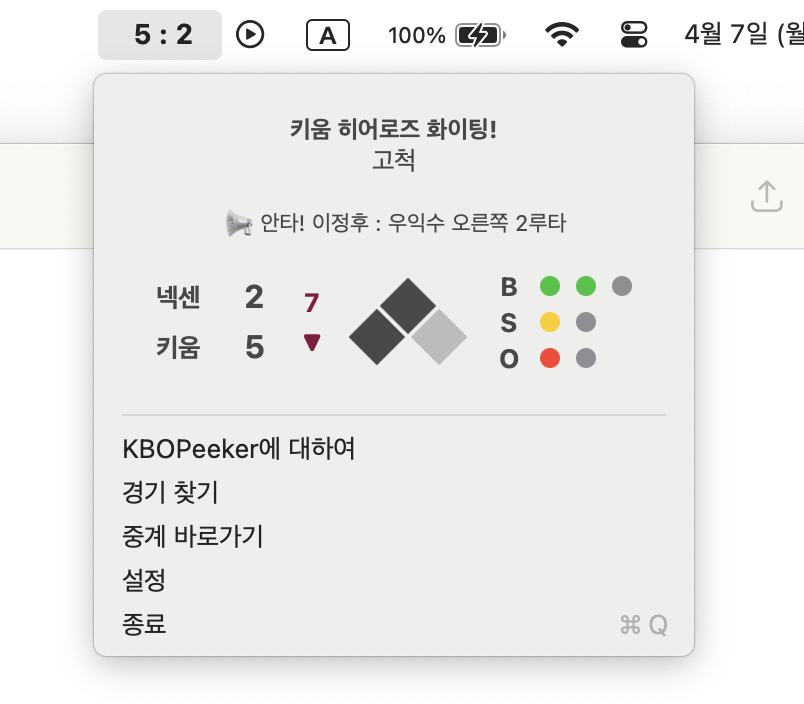 5 : 2 A 100% 4월 7일 (월
키움 히어로즈 화이팅!
고척
안타! 이정후 : 우익수 오른쪽 2루타
넥센 2 7
키움 5 ▼
B
S
O
KBOPeeker에 대하여
경기 찾기
중계 바로가기
설정
종료 ⌘ Q